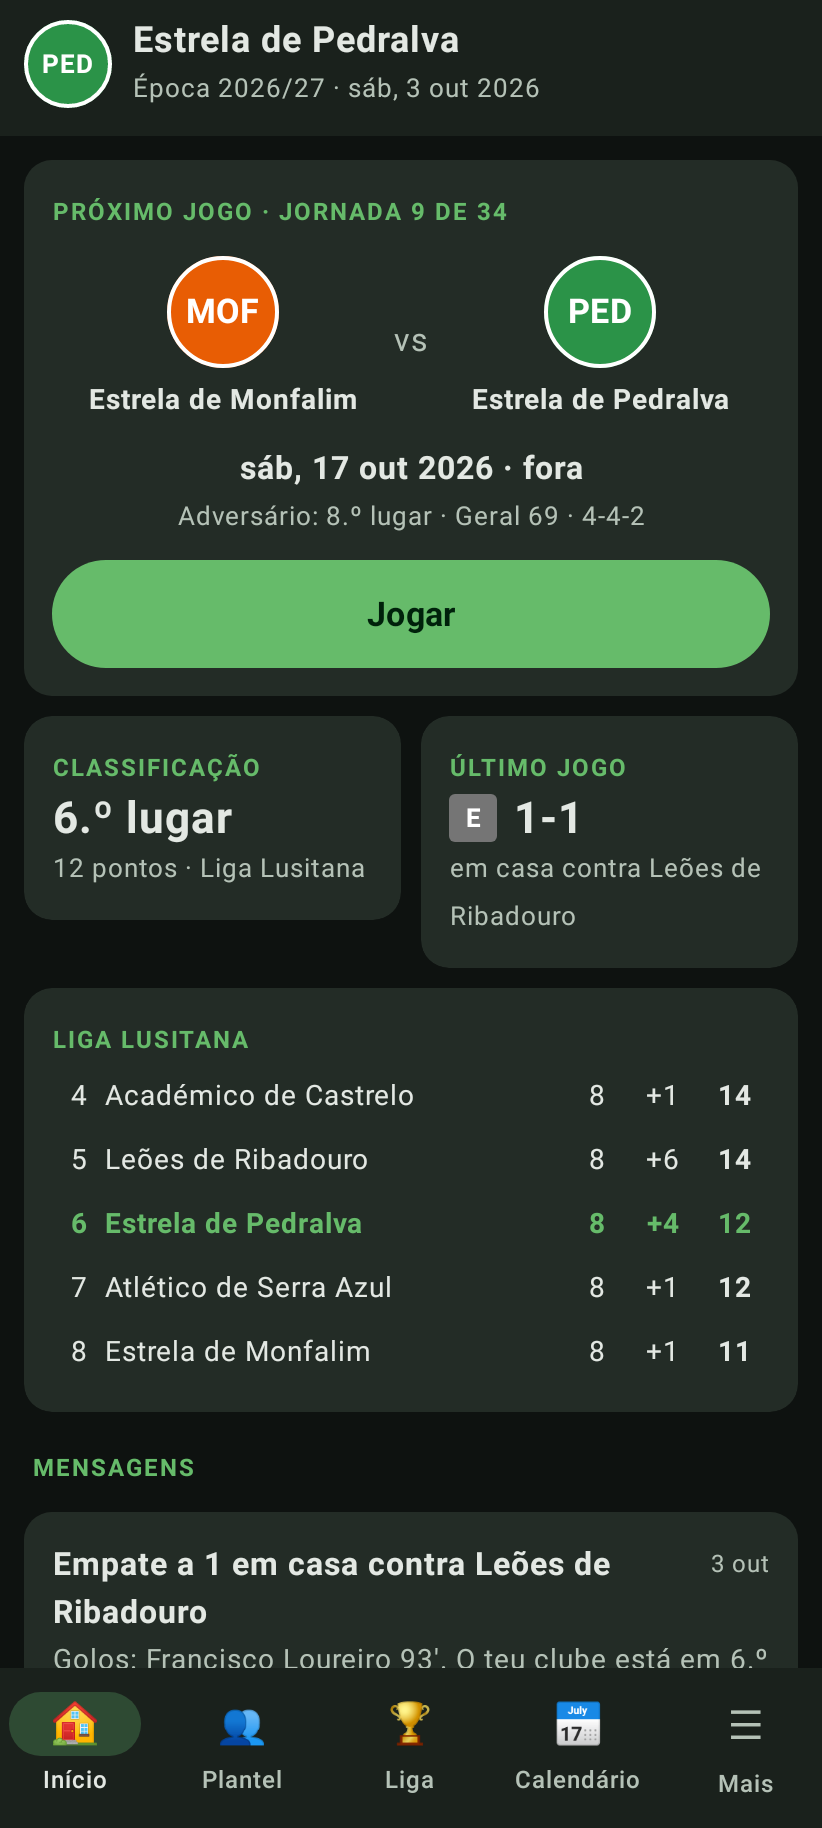 PED
Estrela de Pedralva
Época 2026/27 · sáb, 3 out 2026
PRÓXIMO JOGO · JORNADA 9 DE 34
MOF vs PED
Estrela de Monfalim Estrela de Pedralva
sáb, 17 out 2026 · fora
Adversário: 8.º lugar · Geral 69 · 4-4-2
Jogar
CLASSIFICAÇÃO
6.º lugar
12 pontos · Liga Lusitana
ÚLTIMO JOGO
E 1-1
em casa contra Leões de
Ribadouro
LIGA LUSITANA
4 Académico de Castrelo 8 +1 14
5 Leões de Ribadouro 8 +6 14
6 Estrela de Pedralva 8 +4 12
7 Atlético de Serra Azul 8 +1 12
8 Estrela de Monfalim 8 +1 11
MENSAGENS
Empate a 1 em casa contra Leões de
Ribadouro
3 out
Golos: Francisco Loureiro 93'. O teu clube está em 6.º
July
17
Início Plantel Liga Calendário Mais